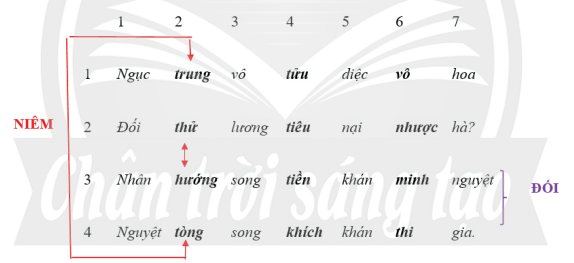 1 2 3 4 5 6 7
1 Ngục trung vô tửu diệc vô hoa
2 Đối thử lương tiêu nại nhược hà?
NIÊM
3 Nhân hướng song tiền khán minh nguyệt
ĐỐI
4 Nguyệt tòng song khích khán thi gia.
Chân trời sáng tạo